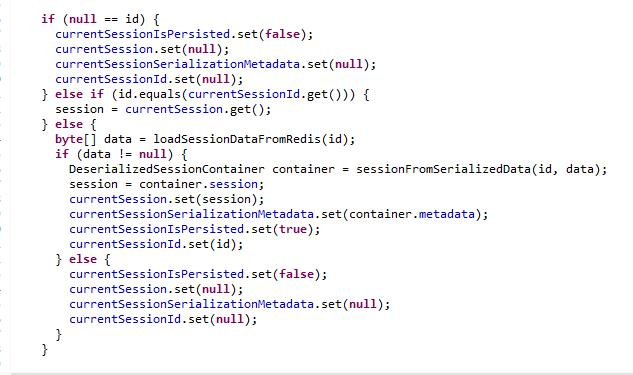 if (null == id) {
currentSessionIsPersisted.set(false);
currentSession.set(null);
currentSessionSerializationMetadata.set(null);
currentSessionId.set(null);
} else if (id.equals(currentSessionId.get())) {
session = currentSession.get();
} else {
byte[] data = loadSessionDataFromRedis(id);
if (data != null) {
DeserializedSessionContainer container = sessionFromSerializedData(id, data);
session = container.session;
currentSession.set(session);
currentSessionSerializationMetadata.set(container.metadata);
currentSessionIsPersisted.set(true);
currentSessionId.set(id);
} else {
currentSessionIsPersisted.set(false);
currentSession.set(null);
currentSessionSerializationMetadata.set(null);
currentSessionId.set(null);
}
}